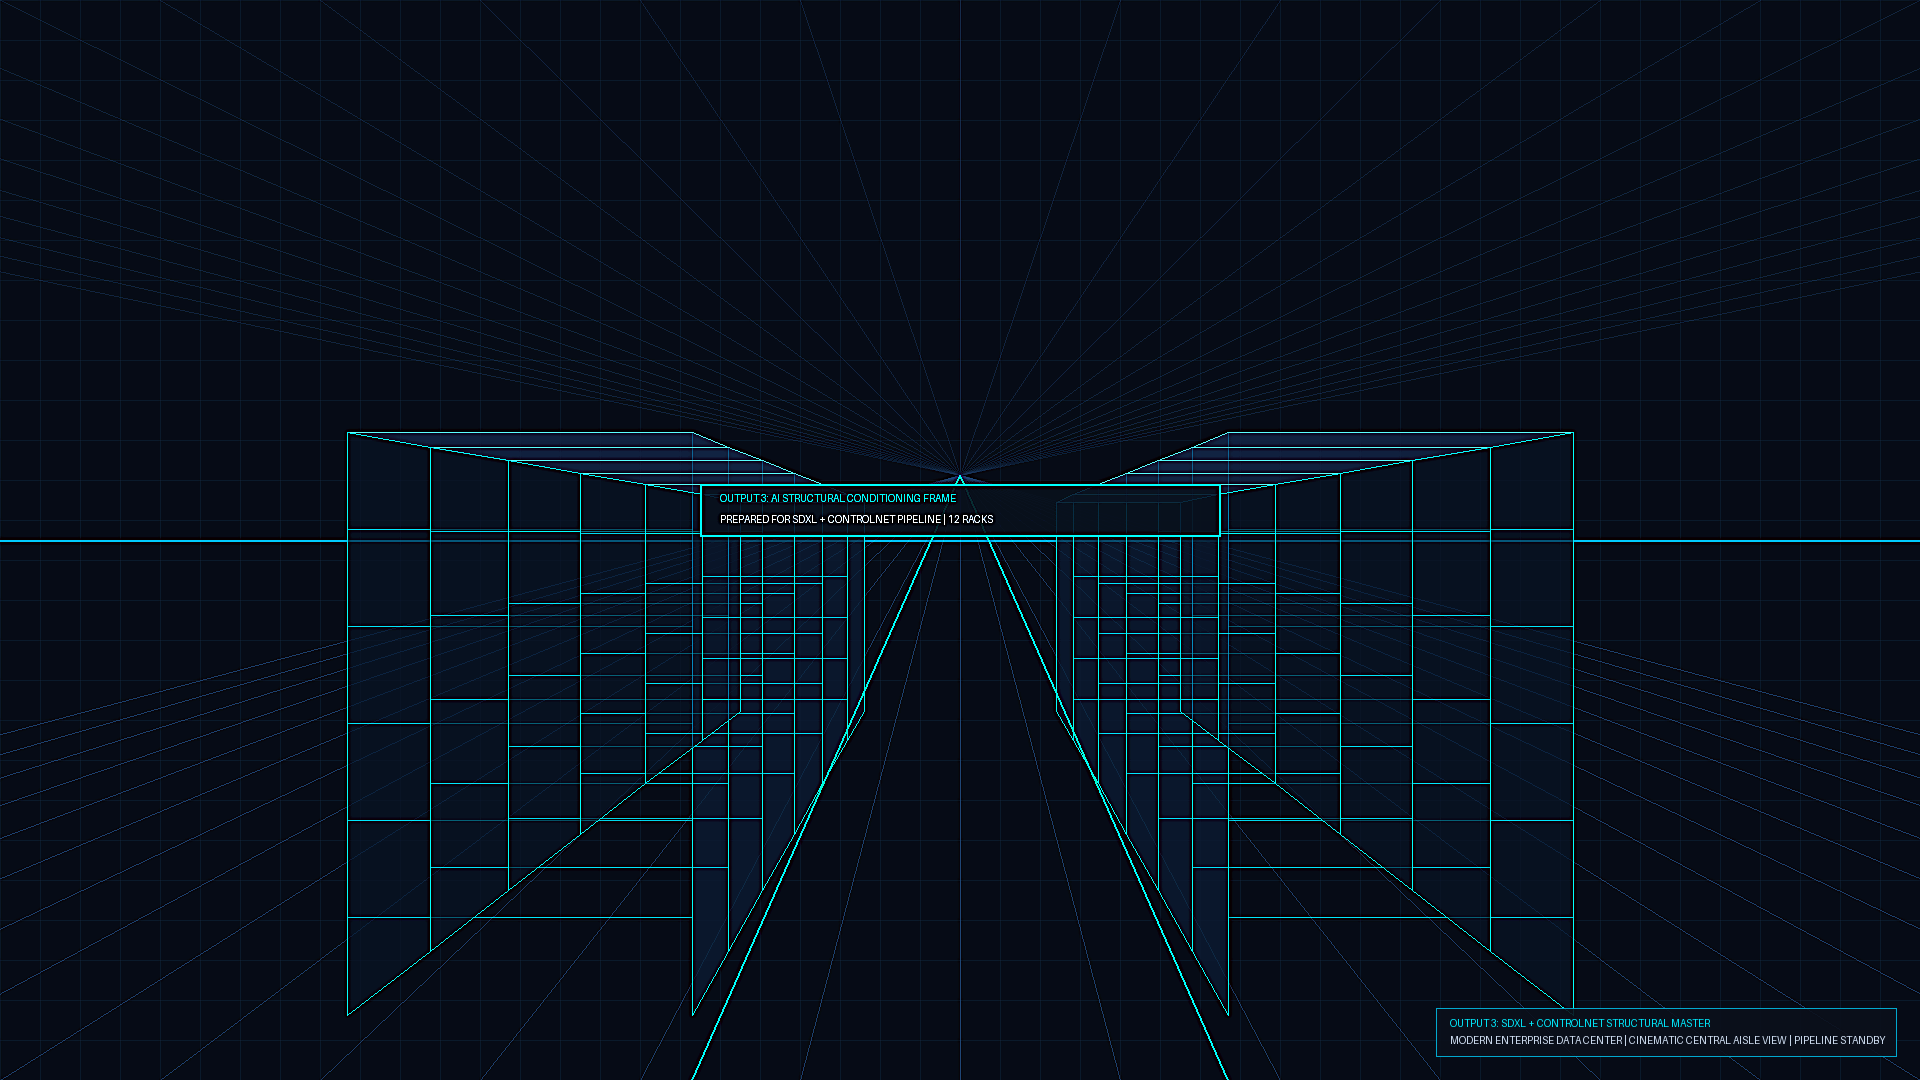 OUTPUT 3: AI STRUCTURAL CONDITIONING FRAME
PREPARED FOR SDXL + CONTROLNET PIPELINE | 12 RACKS
OUTPUT 3: SDXL + CONTROLNET STRUCTURAL MASTER
MODERN ENTERPRISE DATA CENTER | CINEMATIC CENTRAL AISLE VIEW | PIPELINE STANDBY